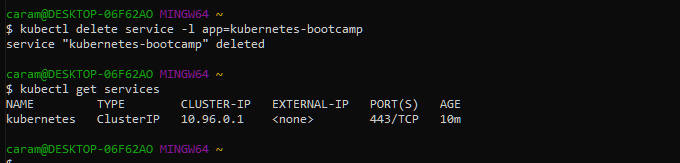 caram@DESKTOP-06F62AO MINGW64 ~
$ kubectl delete service -l app=kubernetes-bootcamp
service "kubernetes-bootcamp" deleted
caram@DESKTOP-06F62AO MINGW64 ~
$ kubectl get services
NAME TYPE CLUSTER-IP EXTERNAL-IP PORT(S) AGE
kubernetes ClusterIP 10.96.0.1 <none> 443/TCP 10m
caram@DESKTOP-06F62AO MINGW64 ~
$